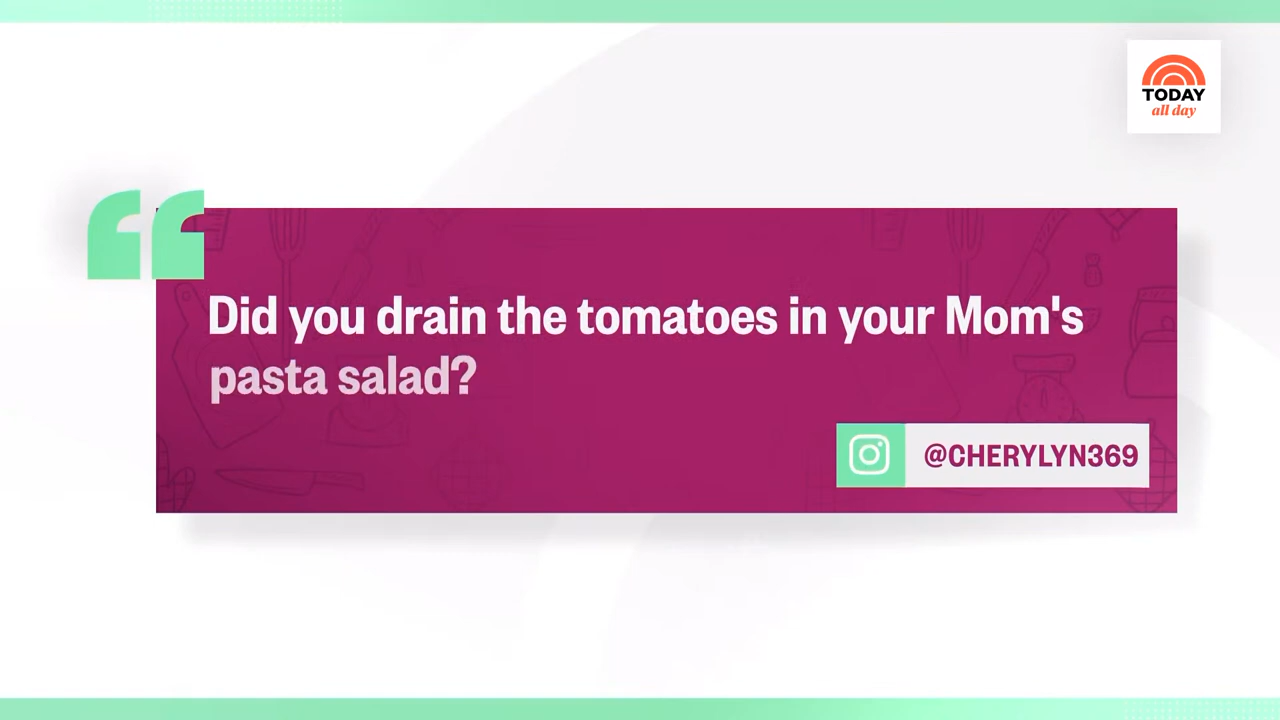 TODAY
all day
Did you drain the tomatoes in your Mom's
pasta salad?
@CHERYLYN369